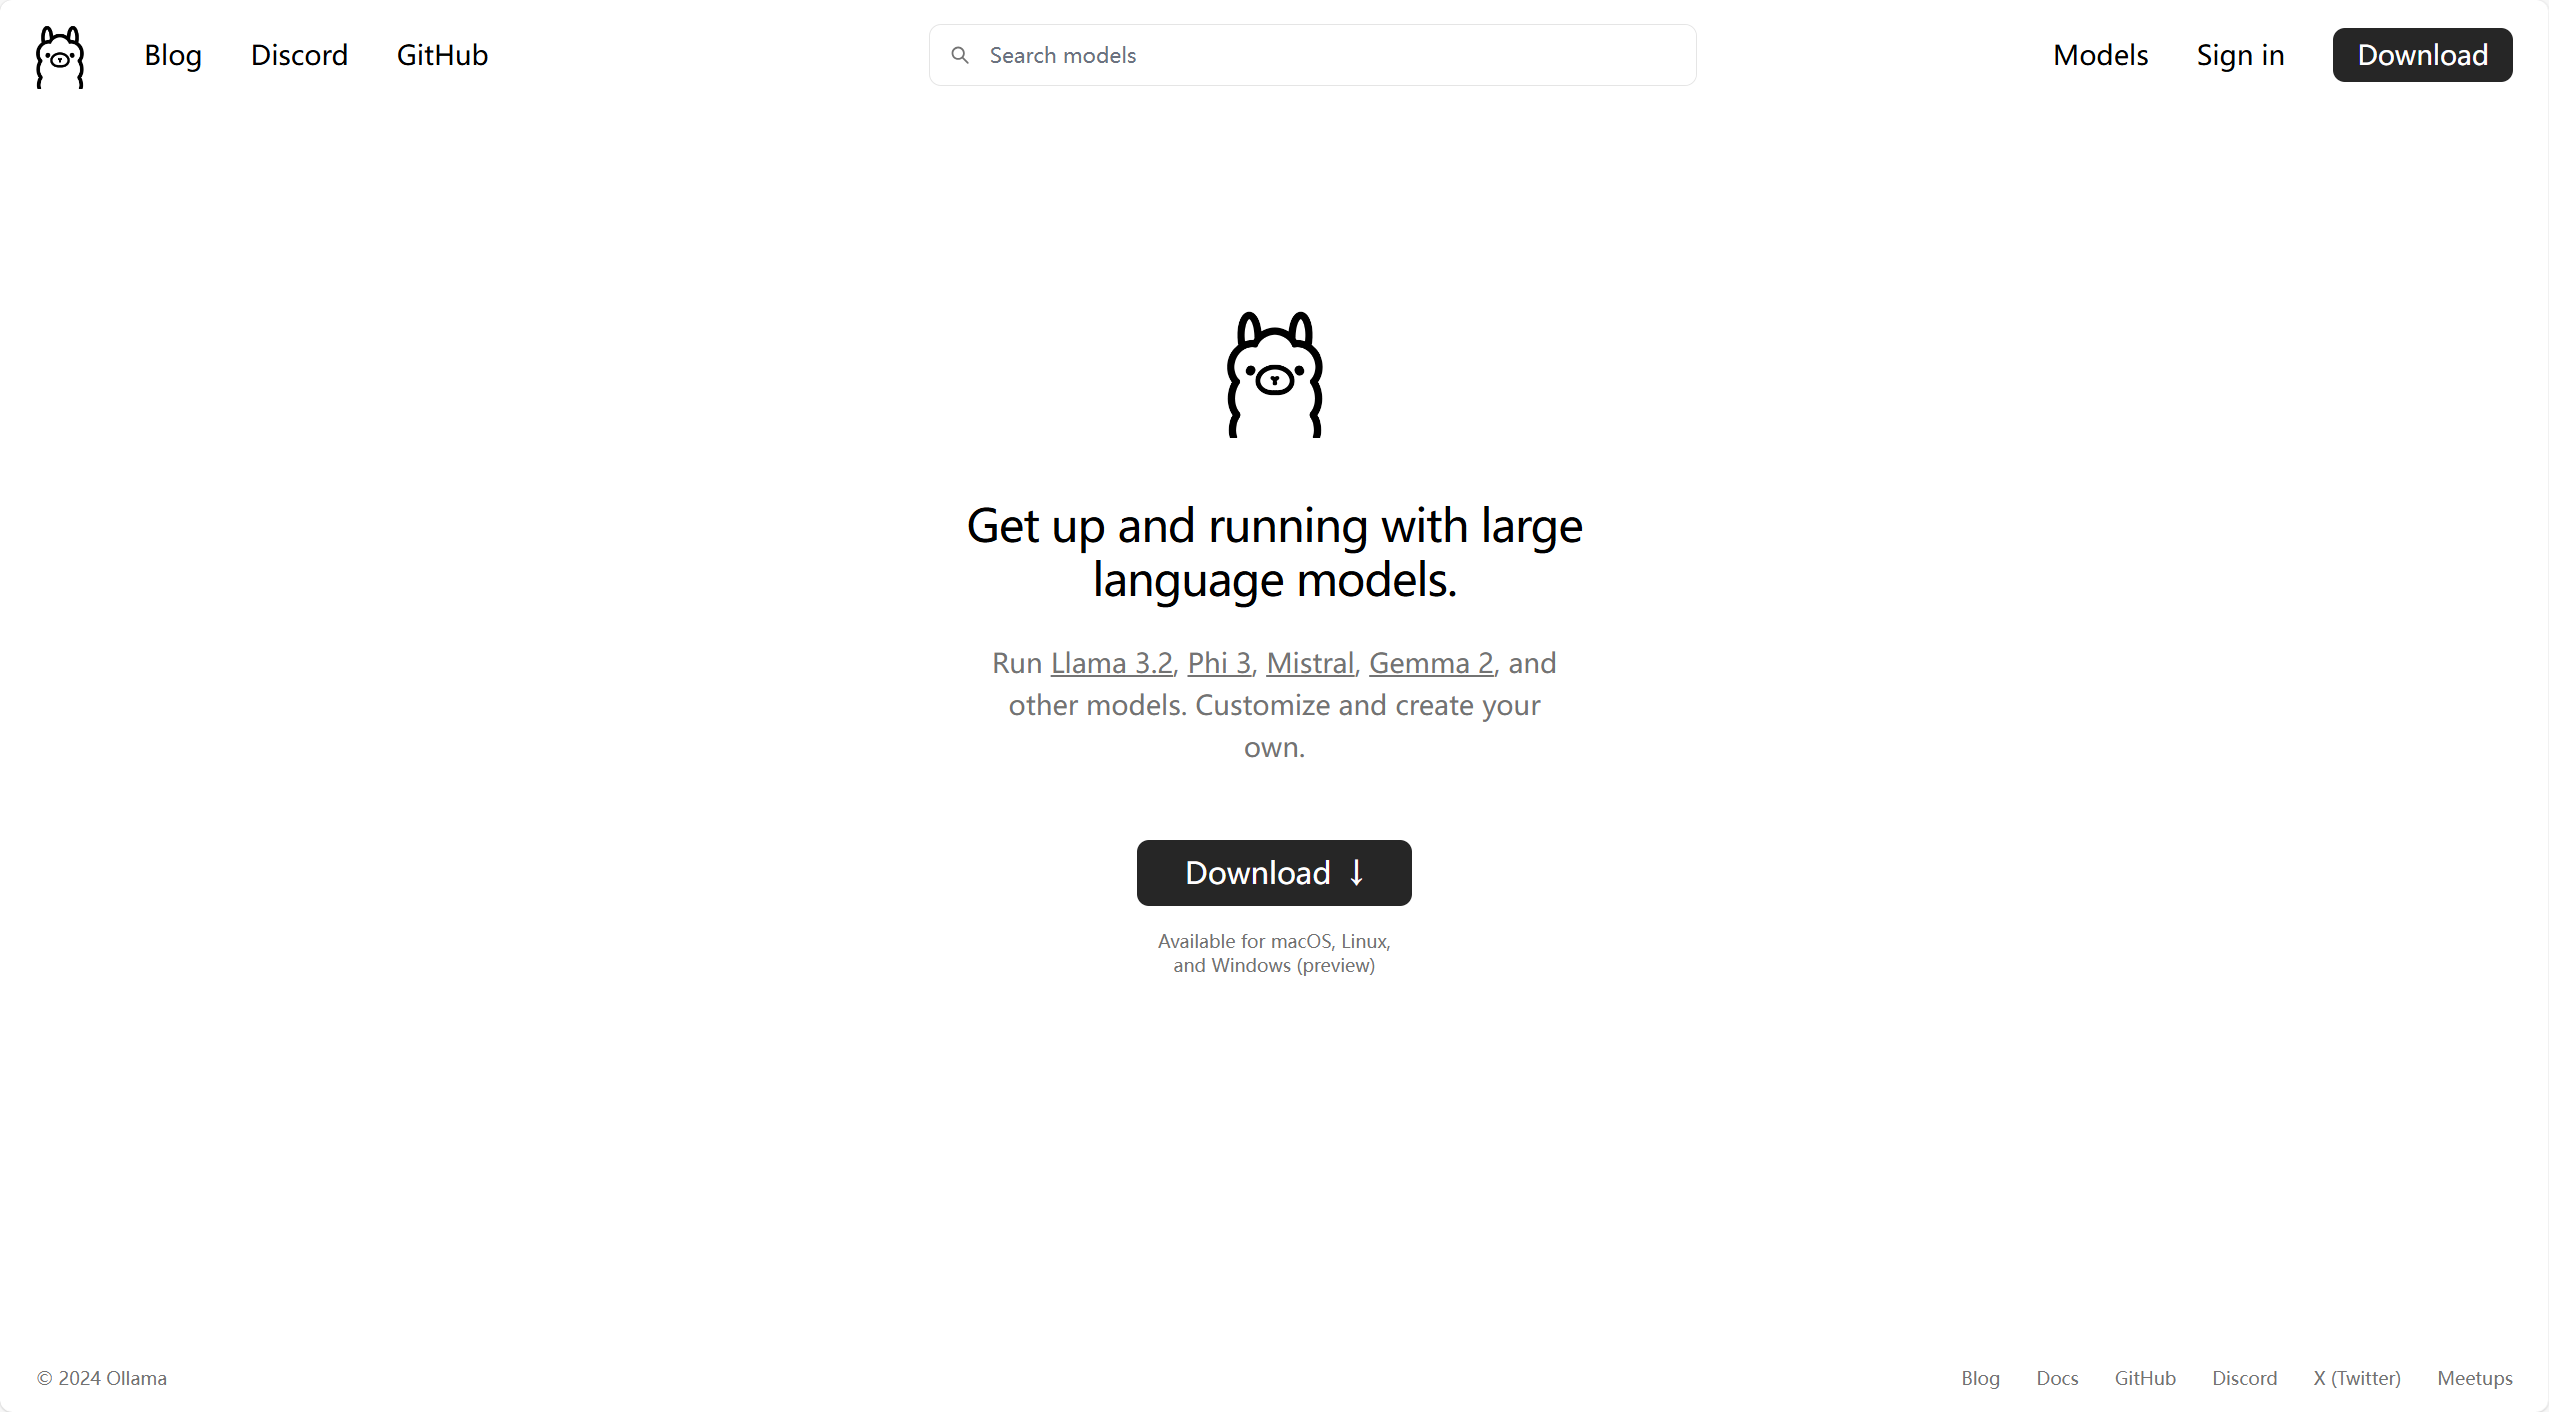 Blog Discord GitHub Search models Models Sign in Download
Get up and running with large
language models.
Run Llama 3.2, Phi 3, Mistral, Gemma 2, and
other models. Customize and create your
own.
Download ↓
Available for macOS, Linux,
and Windows (preview)
© 2024 Ollama Blog Docs GitHub Discord X (Twitter) Meetups